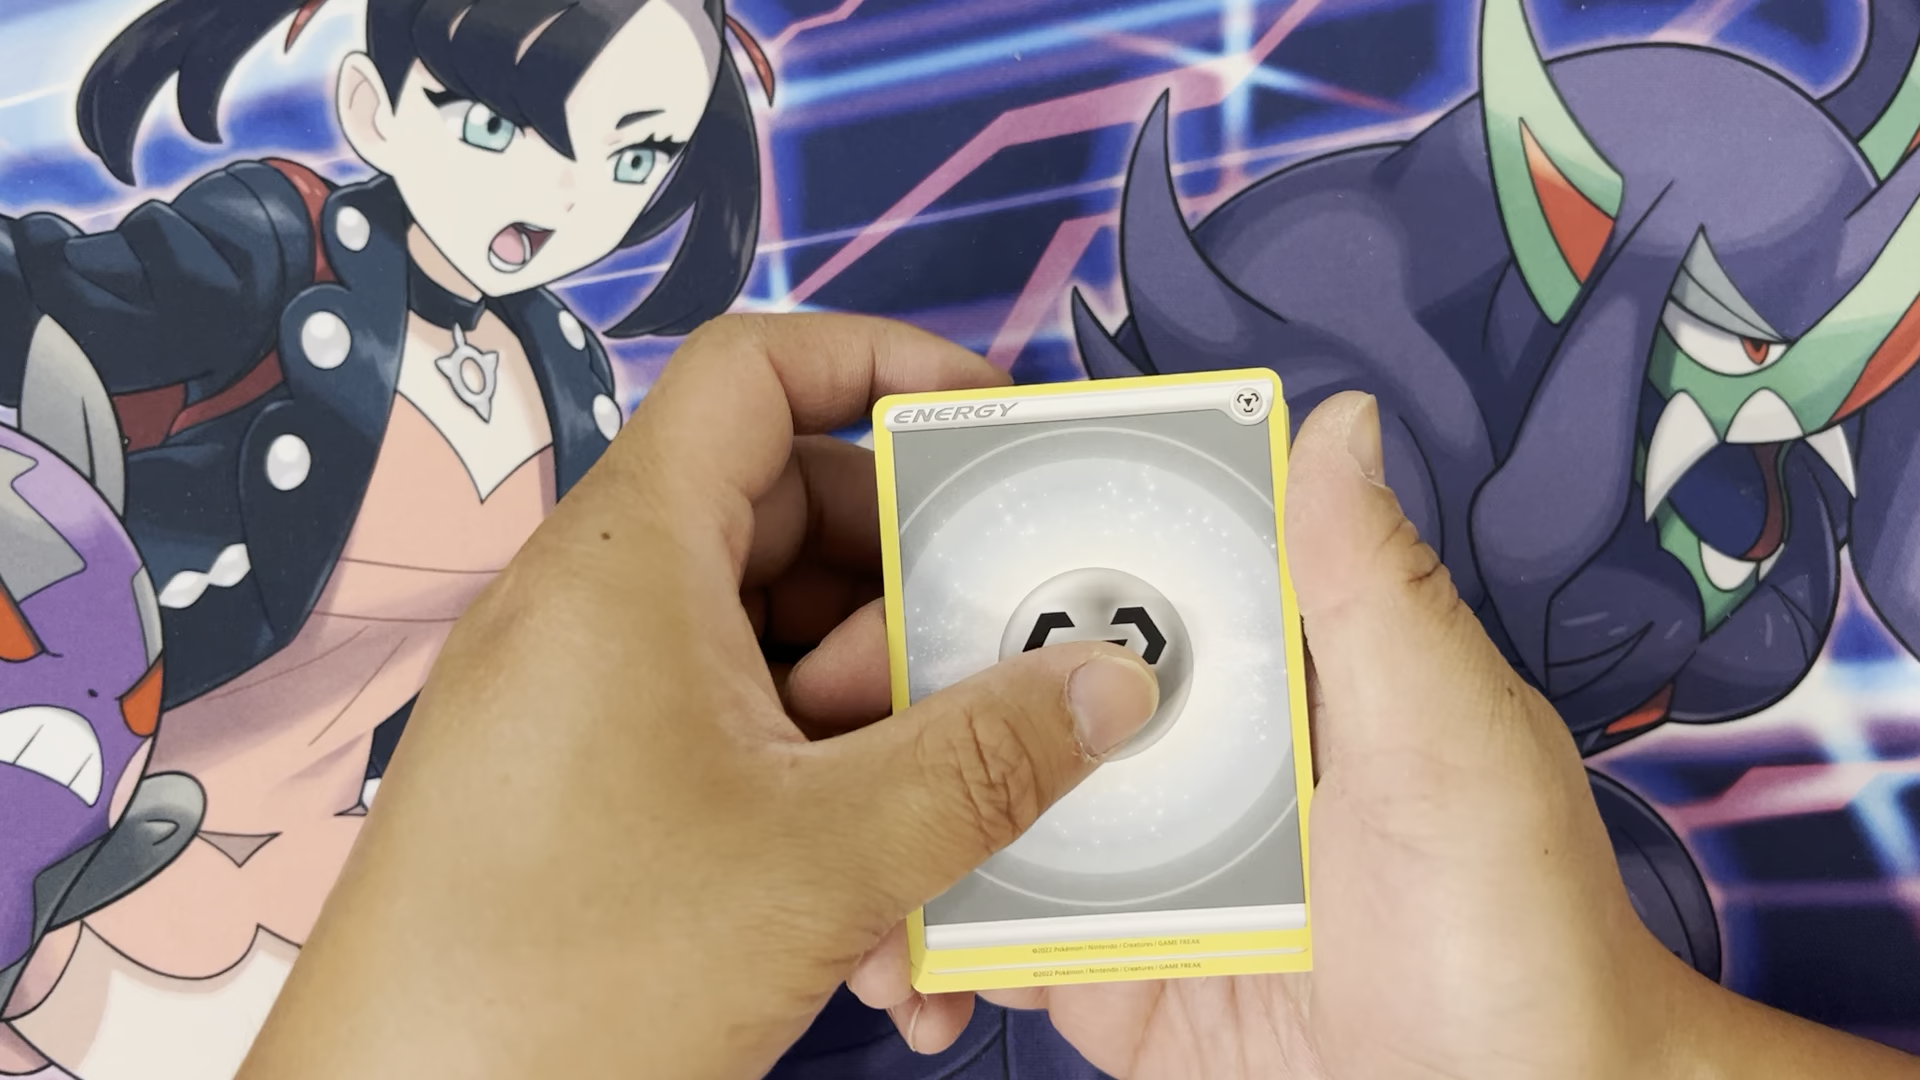 ENERGY
©2022 Pokémon / Nintendo / Creatures / GAME FREAK
©2022 Pokémon / Nintendo / Creatures / GAME FREAK